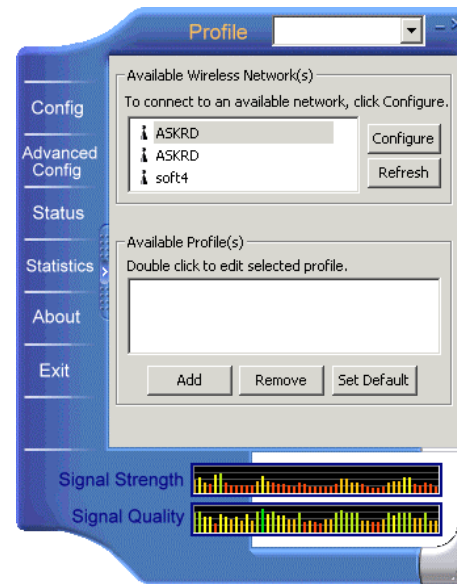 Profile
Config
Advanced
Config
Status
Statistics
About
Exit
Available Wireless Network(s)
To connect to an available network, click Configure.
ASKRD
ASKRD
soft4
Configure
Refresh
Available Profile(s)
Double click to edit selected profile.
Add
Remove
Set Default
Signal Strength
Signal Quality